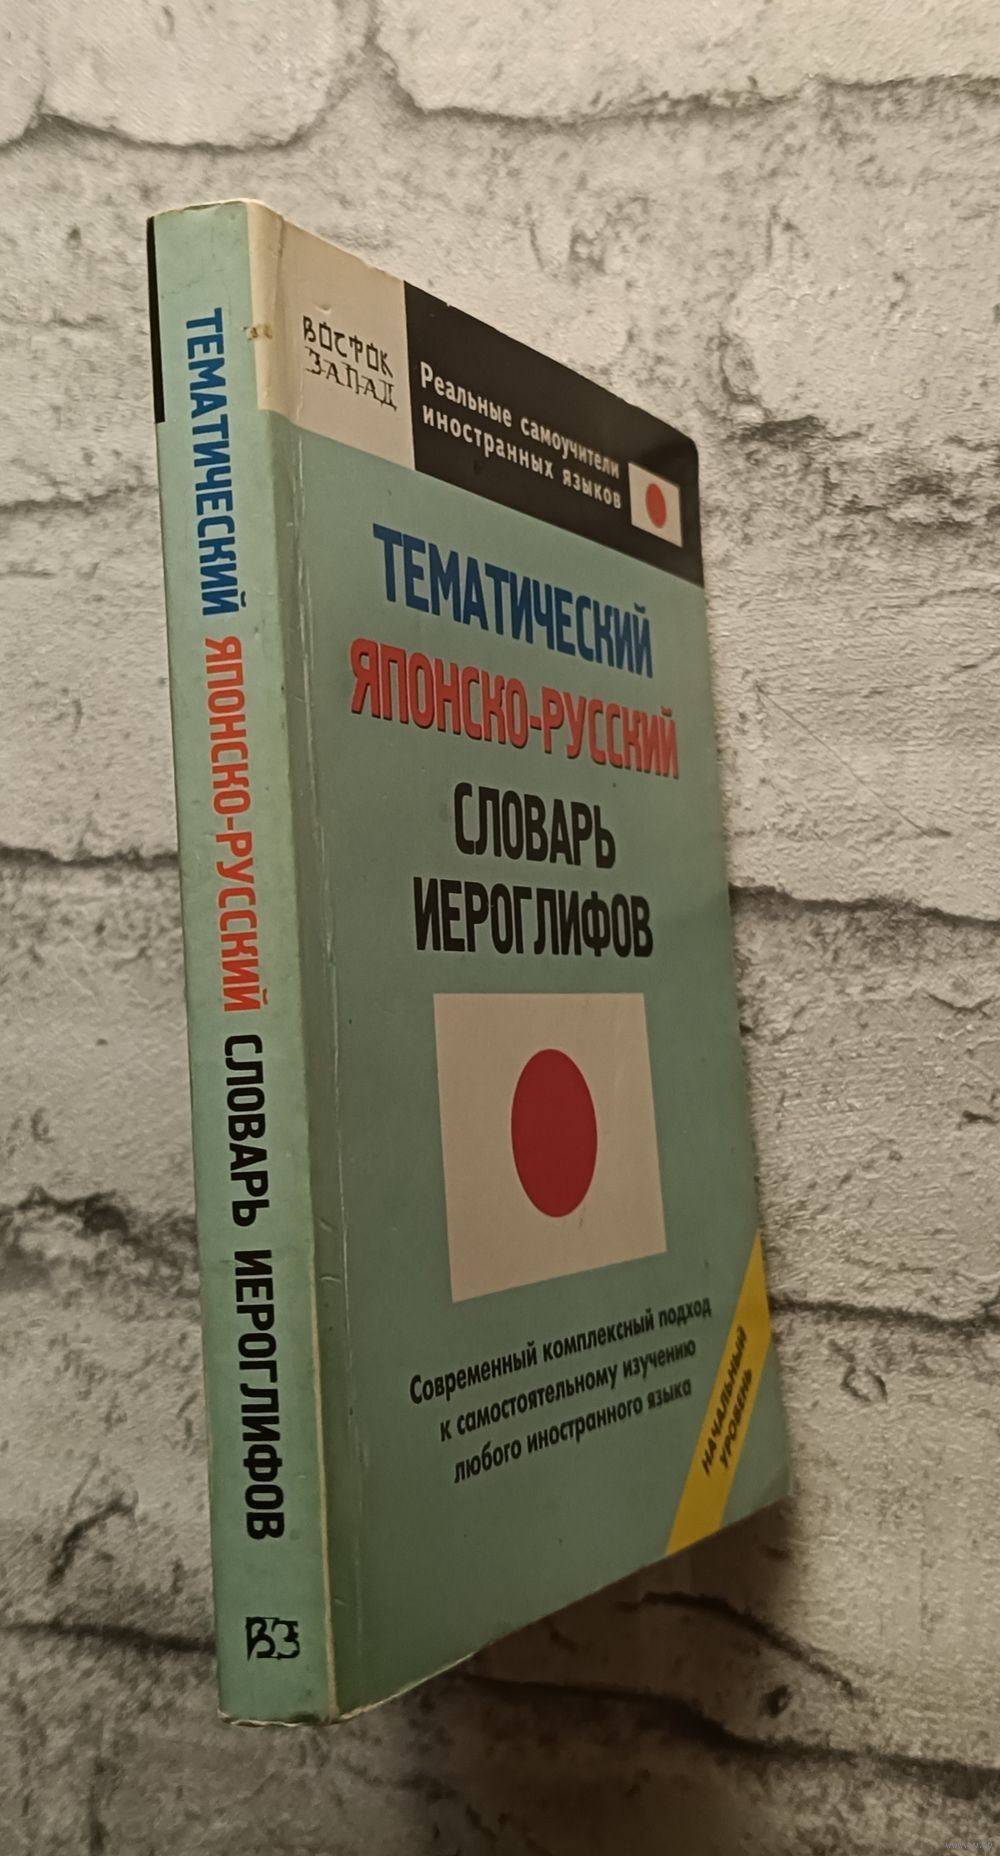 ТЕМАТИЧЕСКИЙ ЯПОНСКО-РУССКИЙ СЛОВАРЬ ИЕРОГЛИФОВ
ВЗ
ВОСТОК
ЗАПАД
Реальные самоучители
иностранных языков
ТЕМАТИЧЕСКИЙ
ЯПОНСКО-РУССКИЙ
СЛОВАРЬ
ИЕРОГЛИФОВ
Современный комплексный подход
к самостоятельному изучению
любого иностранного языка
НАЧАЛЬНЫЙ
УРОВЕНЬ